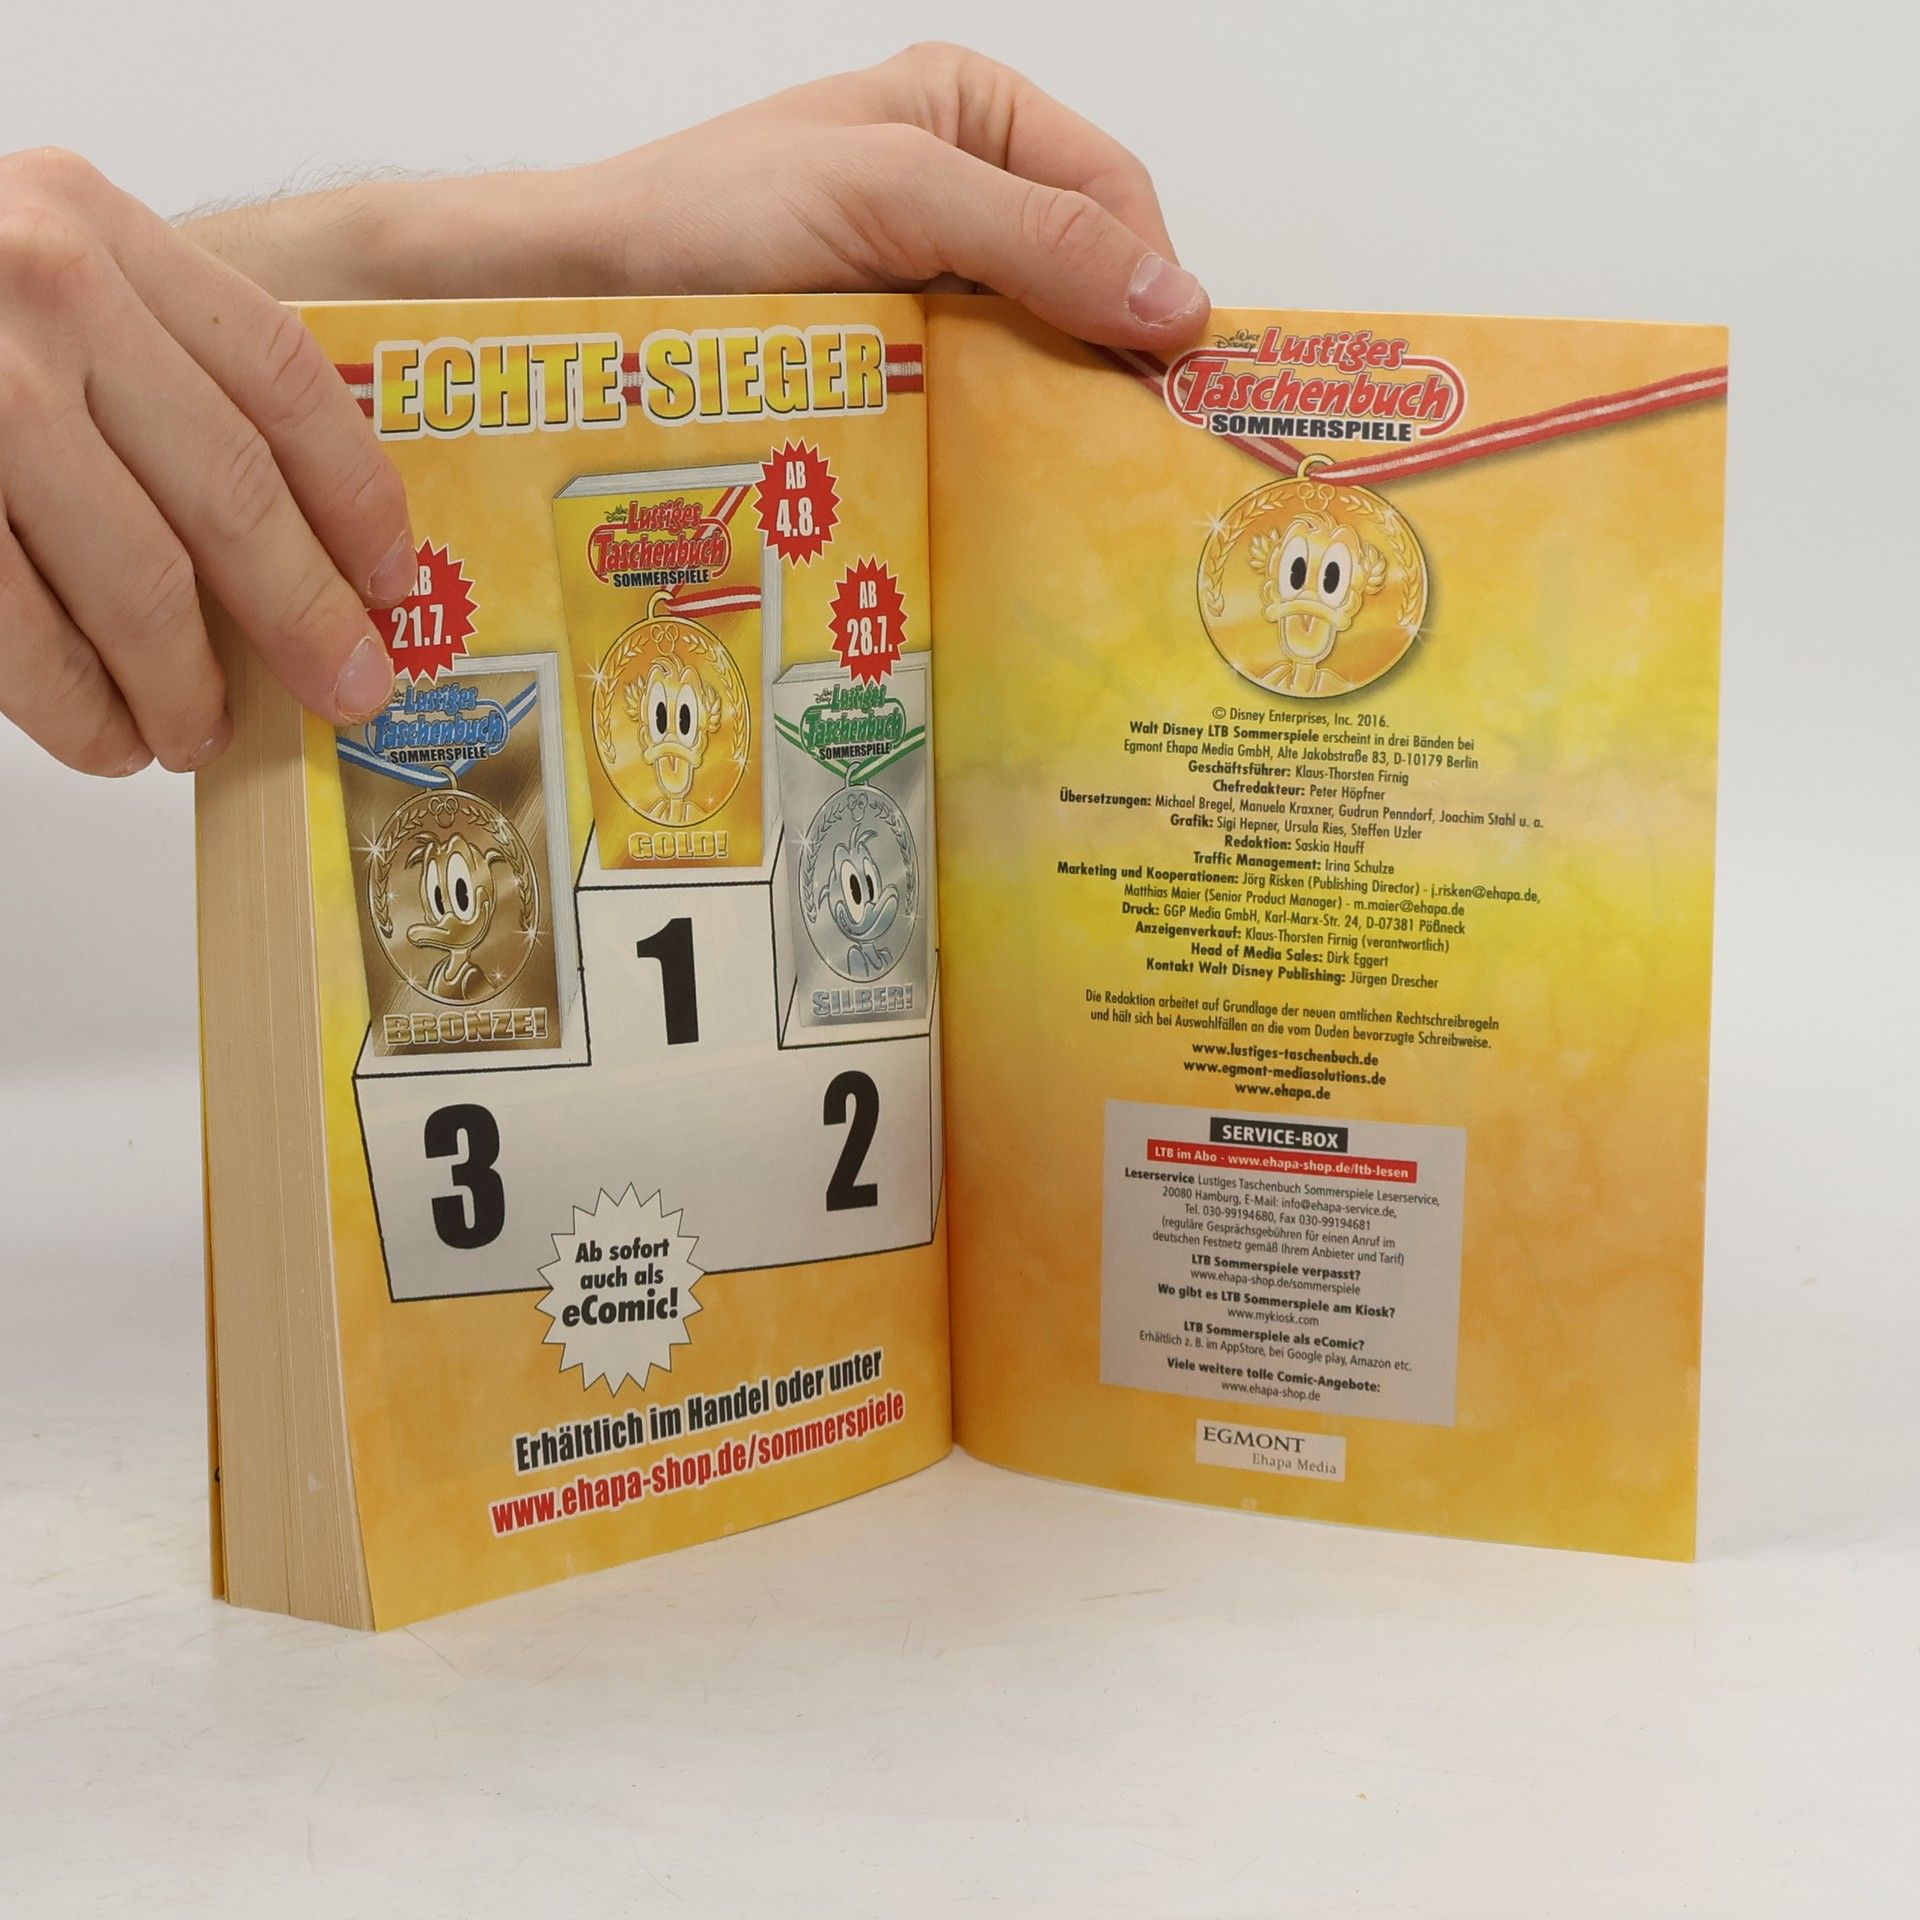 ECHTE SIEGER
AB
4.8.
Walt Disney
Lustiges
Taschenbuch
SOMMERSPIELE
GOLD!
AB
21.7.
Lustiges
Taschenbuch
SOMMERSPIELE
BRONZE!
AB
28.7.
Walt Disney
Lustiges
Taschenbuch
SOMMERSPIELE
SILBER!
1
3
2
Ab sofort
auch als
eComic!
Erhältlich im Handel oder unter
www.ehapa-shop.de/sommerspiele
Walt Disney
Lustiges
Taschenbuch
SOMMERSPIELE
© Disney Enterprises, Inc. 2016.
Walt Disney LTB Sommerspiele erscheint in drei Bänden bei
Egmont Ehapa Media GmbH, Alte Jakobstraße 83, D-10179 Berlin
Geschäftsführer: Klaus-Thorsten Firnig
Chefredakteur: Peter Höpfner
Übersetzungen: Michael Bregel, Manuela Kraxner, Gudrun Penndorf, Joachim Stahl u. a.
Grafik: Sigi Hepner, Ursula Ries, Steffen Uzler
Redaktion: Saskia Hauff
Traffic Management: Irina Schulze
Marketing und Kooperationen: Jörg Risken (Publishing Director) - j.risken@ehapa.de,
Matthias Maier (Senior Product Manager) - m.maier@ehapa.de
Druck: GGP Media GmbH, Karl-Marx-Str. 24, D-07381 Pößneck
Anzeigenverkauf: Klaus-Thorsten Firnig (verantwortlich)
Head of Media Sales: Dirk Eggert
Kontakt Walt Disney Publishing: Jürgen Drescher
Die Redaktion arbeitet auf Grundlage der neuen amtlichen Rechtschreibregeln
und hält sich bei Auswahlfällen an die vom Duden bevorzugte Schreibweise.
www.lustiges-taschenbuch.de
www.egmont-mediasolutions.de
www.ehapa.de
SERVICE-BOX
LTB im Abo - www.ehapa-shop.de/ltb-lesen
Leserservice Lustiges Taschenbuch Sommerspiele Leserservice,
20080 Hamburg, E-Mail: info@ehapa-service.de,
Tel. 030-99194680, Fax 030-99194681
(reguläre Gesprächsgebühren für einen Anruf im
deutschen Festnetz gemäß Ihrem Anbieter und Tarif)
LTB Sommerspiele verpasst?
www.ehapa-shop.de/sommerspiele
Wo gibt es LTB Sommerspiele am Kiosk?
www.mykiosk.com
LTB Sommerspiele als eComic?
Erhältlich z. B. im AppStore, bei Google play, Amazon etc.
Viele weitere tolle Comic-Angebote:
www.ehapa-shop.de
EGMONT
Ehapa Media